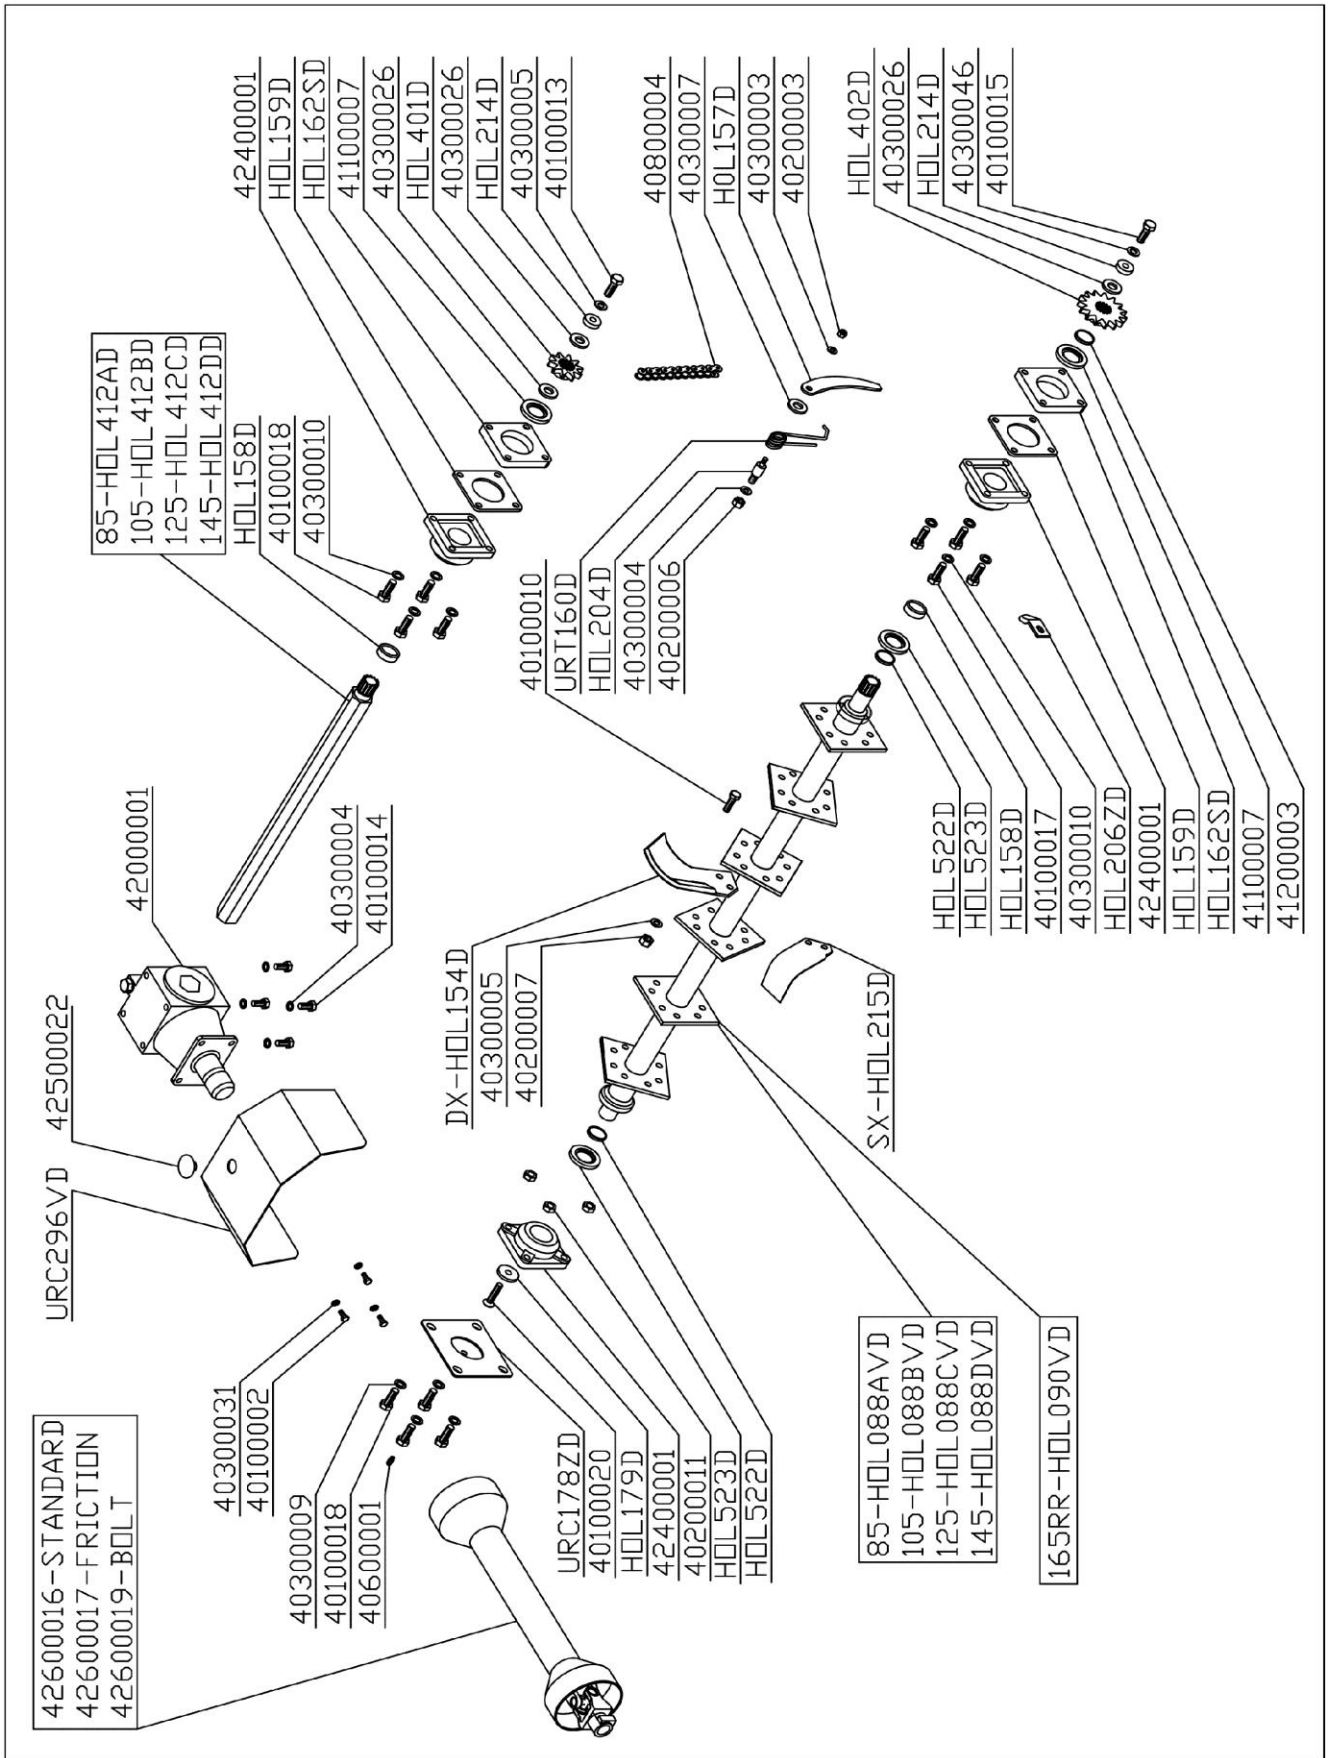 42600016-STANDARD
42600017-FRICTION
42600019-BOLT
URC296VD
42500022
42000001
40300004
40100014
85-HOL412AD
105-HOL412BD
125-HOL412CD
145-HOL412DD
HOL158D
40100018
40300010
42400001
HOL159D
HOL162SD
41100007
40300026
HOL401D
40300026
HOL214D
40300005
40100013
40300031
40100002
40300009
40100018
40600001
DX-HOL154D
40300005
40200007
40100010
URT160D
HOL204D
40300004
40200006
40800004
40300007
HOL157D
40300003
40200003
URC178ZD
40100020
HOL179D
42400001
40200011
HOL523D
HOL522D
SX-HOL215D
HOL402D
40300026
HOL214D
40300046
40100015
85-HOL088AVD
105-HOL088BVD
125-HOL088CVD
145-HOL088DVD
165RR-HOL090VD
HOL522D
HOL523D
HOL158D
40100017
40300010
HOL206ZD
42400001
HOL159D
HOL162SD
41100007
41200003